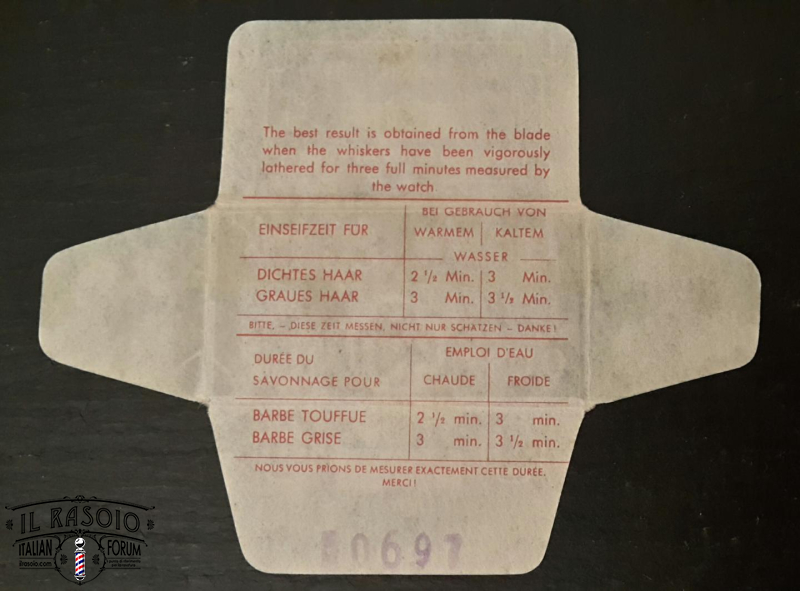 The best result is obtained from the blade
when the whiskers have been vigorously
lathered for three full minutes measured by
the watch
BEI GEBRAUCH VON
EINSEIFZEIT FÜR WARMEM KALTEM
WASSER
DICHTES HAAR 2 1/2 Min. 3 Min.
GRAUES HAAR 3 Min. 3 1/2 Min.
BITTE, – DIESE ZEIT MESSEN, NICHT NUR SCHÄTZEN – DANKE!
DURÉE DU EMPLOI D'EAU
SAVONNAGE POUR CHAUDE FROIDE
BARBE TOUFFUE 2 1/2 min. 3 min.
BARBE GRISE 3 min. 3 1/2 min.
NOUS VOUS PRIONS DE MESURER EXACTEMENT CETTE DURÉE.
MERCI!
0697
IL RASOIO
ITALIAN FORUM
ilrasoio.com